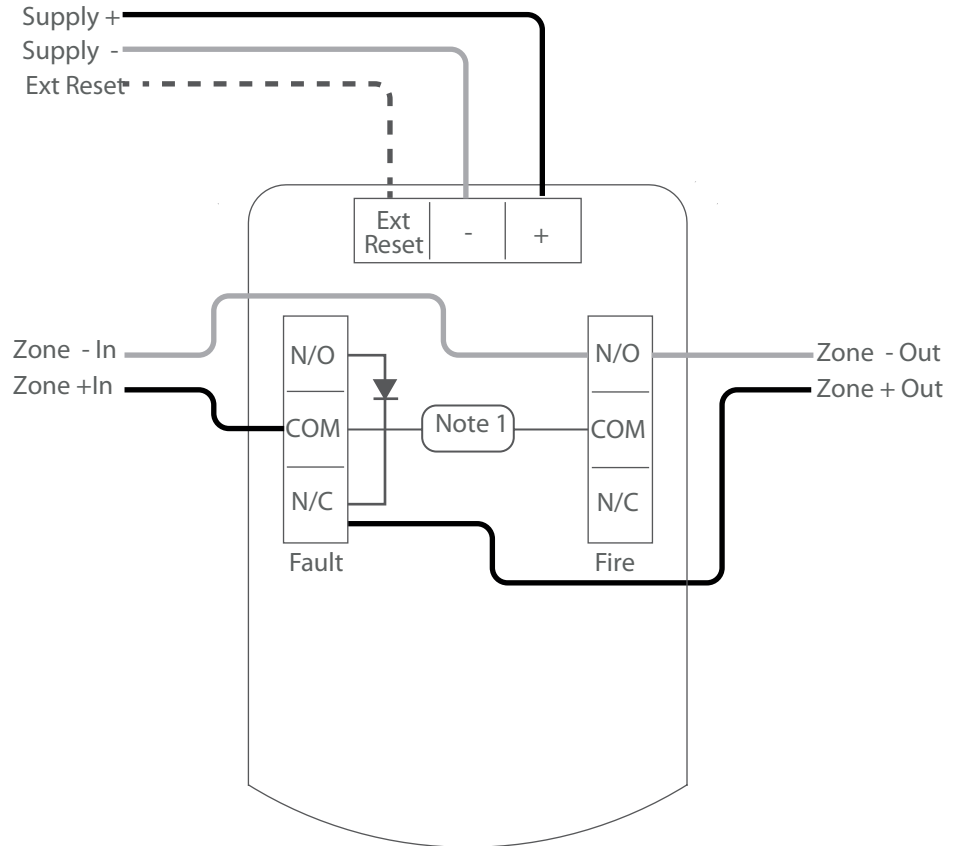 Supply +
Supply -
Ext Reset
Ext
Reset
-
+
Zone - In
Zone +In
N/O
COM
N/C
Fault
Note 1
N/O
COM
N/C
Fire
Zone - Out
Zone + Out